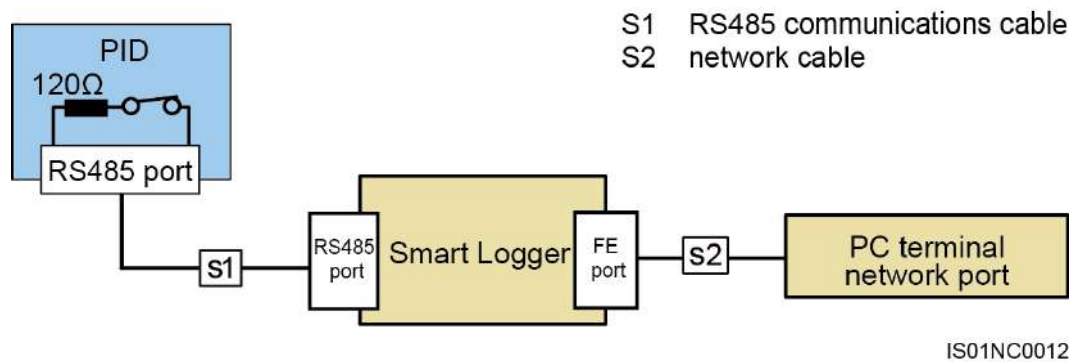 S1 RS485 communications cable
S2 network cable
PID
120Ω
RS485 port
S1
RS485
port
Smart Logger
FE
port
S2
PC terminal
network port
IS01NC0012